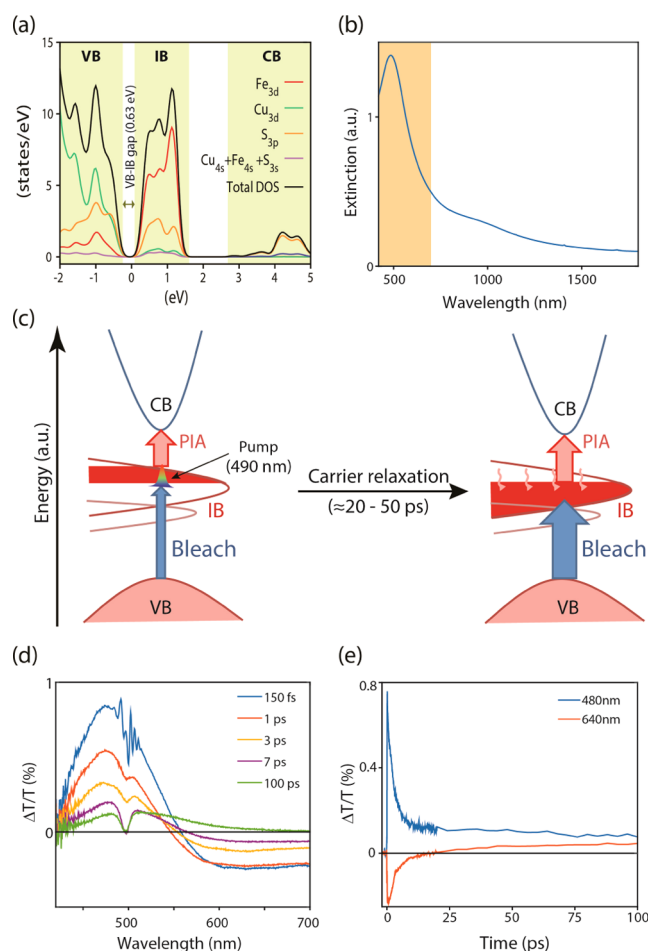 (a)
15
10
5
0
(states/eV)
VB
IB
CB
VB-IB gap (0.63 eV)
Fe3d
Cu3d
S3p
Cu4s+Fe4s+S3s
Total DOS
-2 -1 0 1 2 3 4 5
(eV)
(b)
1
0
Extinction (a.u.)
500 1000 1500
Wavelength (nm)
(c)
Energy (a.u.)
CB
PIA
Pump
(490 nm)
IB
Bleach
VB
Carrier relaxation
(≈20 - 50 ps)
CB
PIA
IB
Bleach
VB
(d)
1
0
ΔT/T (%)
150 fs
1 ps
3 ps
7 ps
100 ps
500 600 700
Wavelength (nm)
(e)
0.8
0.4
0
ΔT/T (%)
480nm
640nm
0 25 50 75 100
Time (ps)